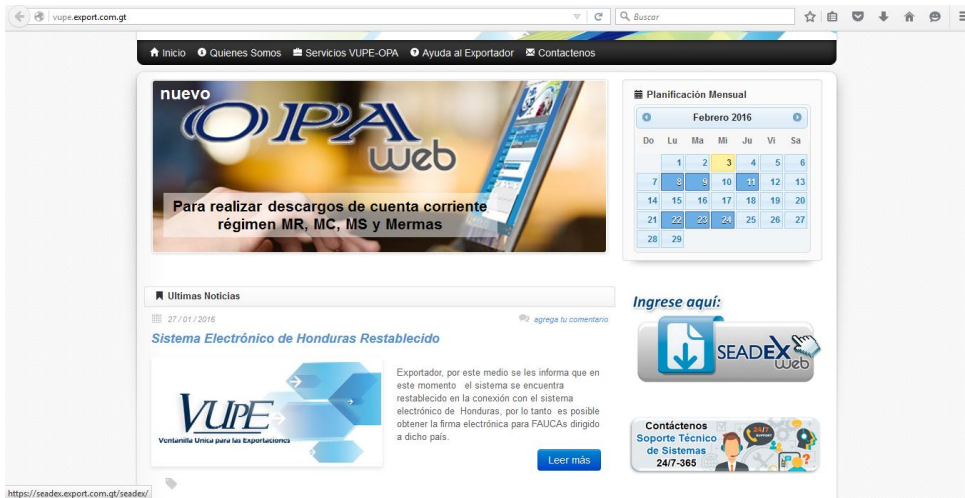 vupe.export.com.gt
Buscar
Inicio Quienes Somos Servicios VUPE-OPA Ayuda al Exportador Contactenos
nuevo
OPA
web
Para realizar descargos de cuenta corriente
régimen MR, MC, MS y Mermas
Planificación Mensual
Febrero 2016
Do Lu Ma Mi Ju Vi Sa
1 2 3 4 5 6
7 8 9 10 11 12 13
14 15 16 17 18 19 20
21 22 23 24 25 26 27
28 29
Ultimas Noticias
27/01/2016
agrega tu comentario
Sistema Electrónico de Honduras Restablecido
VUPE
Ventanilla Unica para las Exportaciones
Exportador, por este medio se les informa que en
este momento el sistema se encuentra
restablecido en la conexión con el sistema
electrónico de Honduras, por lo tanto es posible
obtener la firma electrónica para FAUCAs dirigido
a dicho país.
Leer más
Ingrese aquí:
SEADEX
web
Contáctenos
Soporte Técnico
de Sistemas
24/7-365
24/7
https://seadex.export.com.gt/seadex/